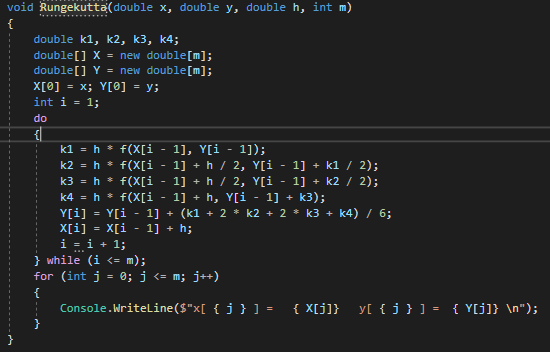 void Rungekutta(double x, double y, double h, int m)
{
double k1, k2, k3, k4;
double[] X = new double[m];
double[] Y = new double[m];
X[0] = x; Y[0] = y;
int i = 1;
do
{
k1 = h * f(X[i - 1], Y[i - 1]);
k2 = h * f(X[i - 1] + h / 2, Y[i - 1] + k1 / 2);
k3 = h * f(X[i - 1] + h / 2, Y[i - 1] + k2 / 2);
k4 = h * f(X[i - 1] + h, Y[i - 1] + k3);
Y[i] = Y[i - 1] + (k1 + 2 * k2 + 2 * k3 + k4) / 6;
X[i] = X[i - 1] + h;
i = i + 1;
} while (i <= m);
for (int j = 0; j <= m; j++)
{
Console.WriteLine($"x[ { j } ] =   { X[j]}   y[ { j } ] =  { Y[j]} \n");
}
}